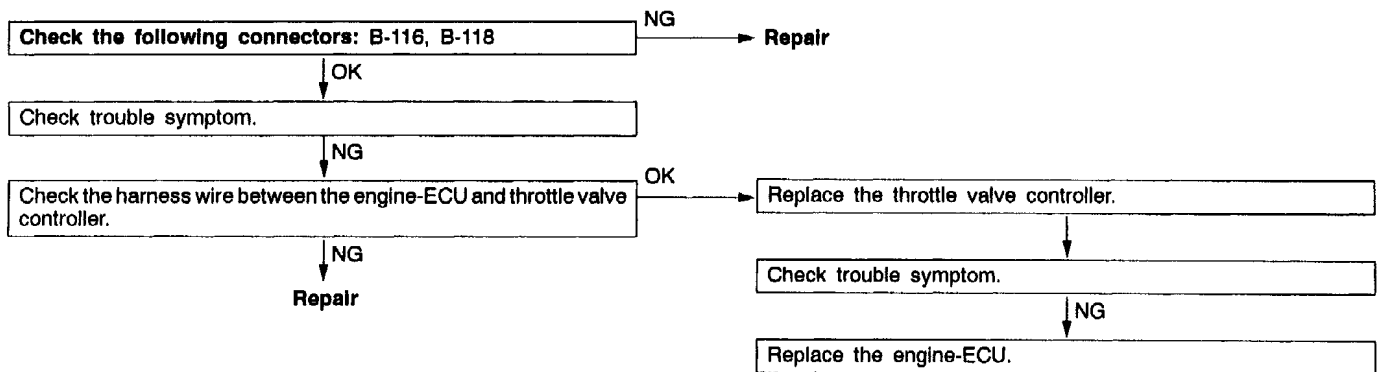 NG
Check the following connectors: B-116, B-118
Repair
OK
Check trouble symptom.
NG
Check the harness wire between the engine-ECU and throttle valve
controller.
OK
Replace the throttle valve controller.
NG
Repair
Check trouble symptom.
NG
Replace the engine-ECU.